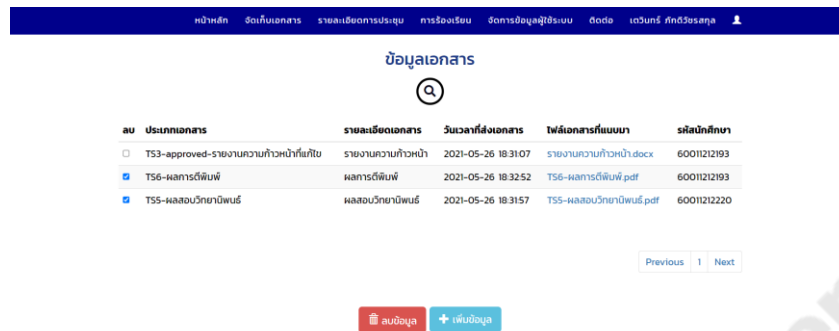 หน้าหลัก จัดเก็บเอกสาร รายละเอียดการประชุม การร้องเรียน จัดการข้อมูลผู้ใช้ระบบ ติดต่อ เตวินทร์ ภักดีวัชรสกุล
ข้อมูลเอกสาร
ลบ ประเภทเอกสาร รายละเอียดเอกสาร วันเวลาที่ส่งเอกสาร ไฟล์เอกสารที่แนบมา รหัสนักศึกษา
TS3-approved-รายงานความก้าวหน้าที่แก้ไข รายงานความก้าวหน้า 2021-05-26 18:31:07 รายงานความก้าวหน้า.docx 60011212193
TS6-ผลการตีพิมพ์ ผลการตีพิมพ์ 2021-05-26 18:32:52 TS6-ผลการตีพิมพ์.pdf 60011212193
TS5-ผลสอบวิทยานิพนธ์ ผลสอบวิทยานิพนธ์ 2021-05-26 18:31:57 TS5-ผลสอบวิทยานิพนธ์.pdf 60011212220
Previous 1 Next
ลบข้อมูล เพิ่มข้อมูล